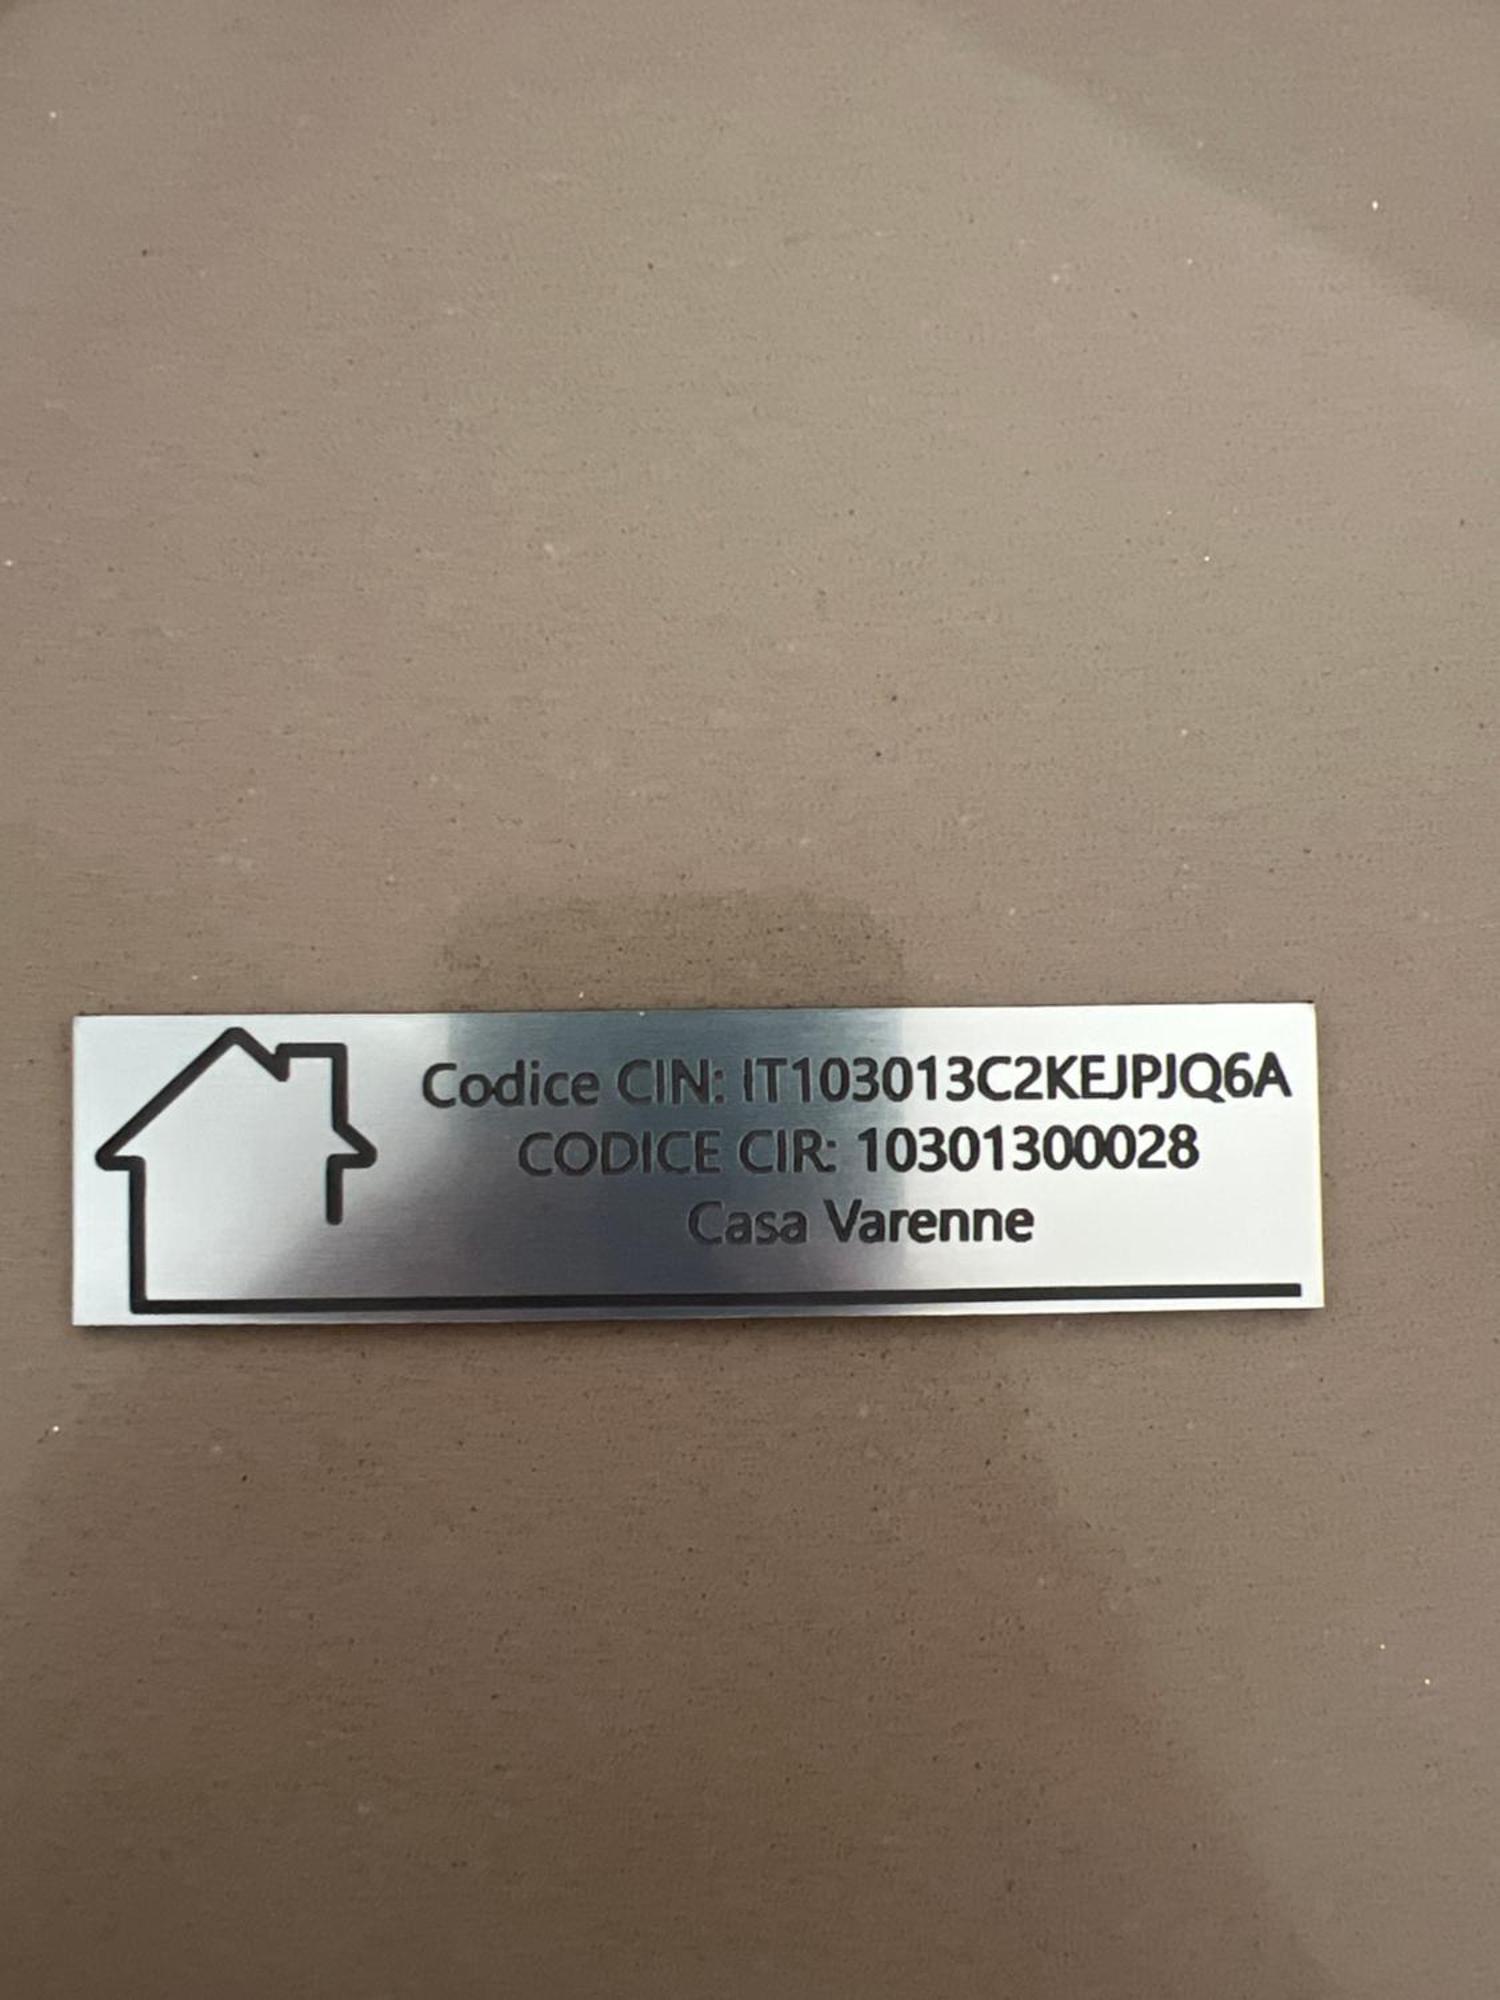 Codice CIN: IT103013C2KEJPJQ6A
CODICE CIR: 10301300028
Casa Varenne